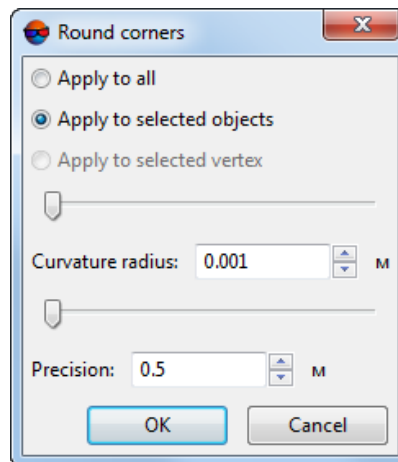 Round corners
Apply to all
Apply to selected objects
Apply to selected vertex
Curvature radius: 0.001 м
Precision: 0.5 м
OK Cancel